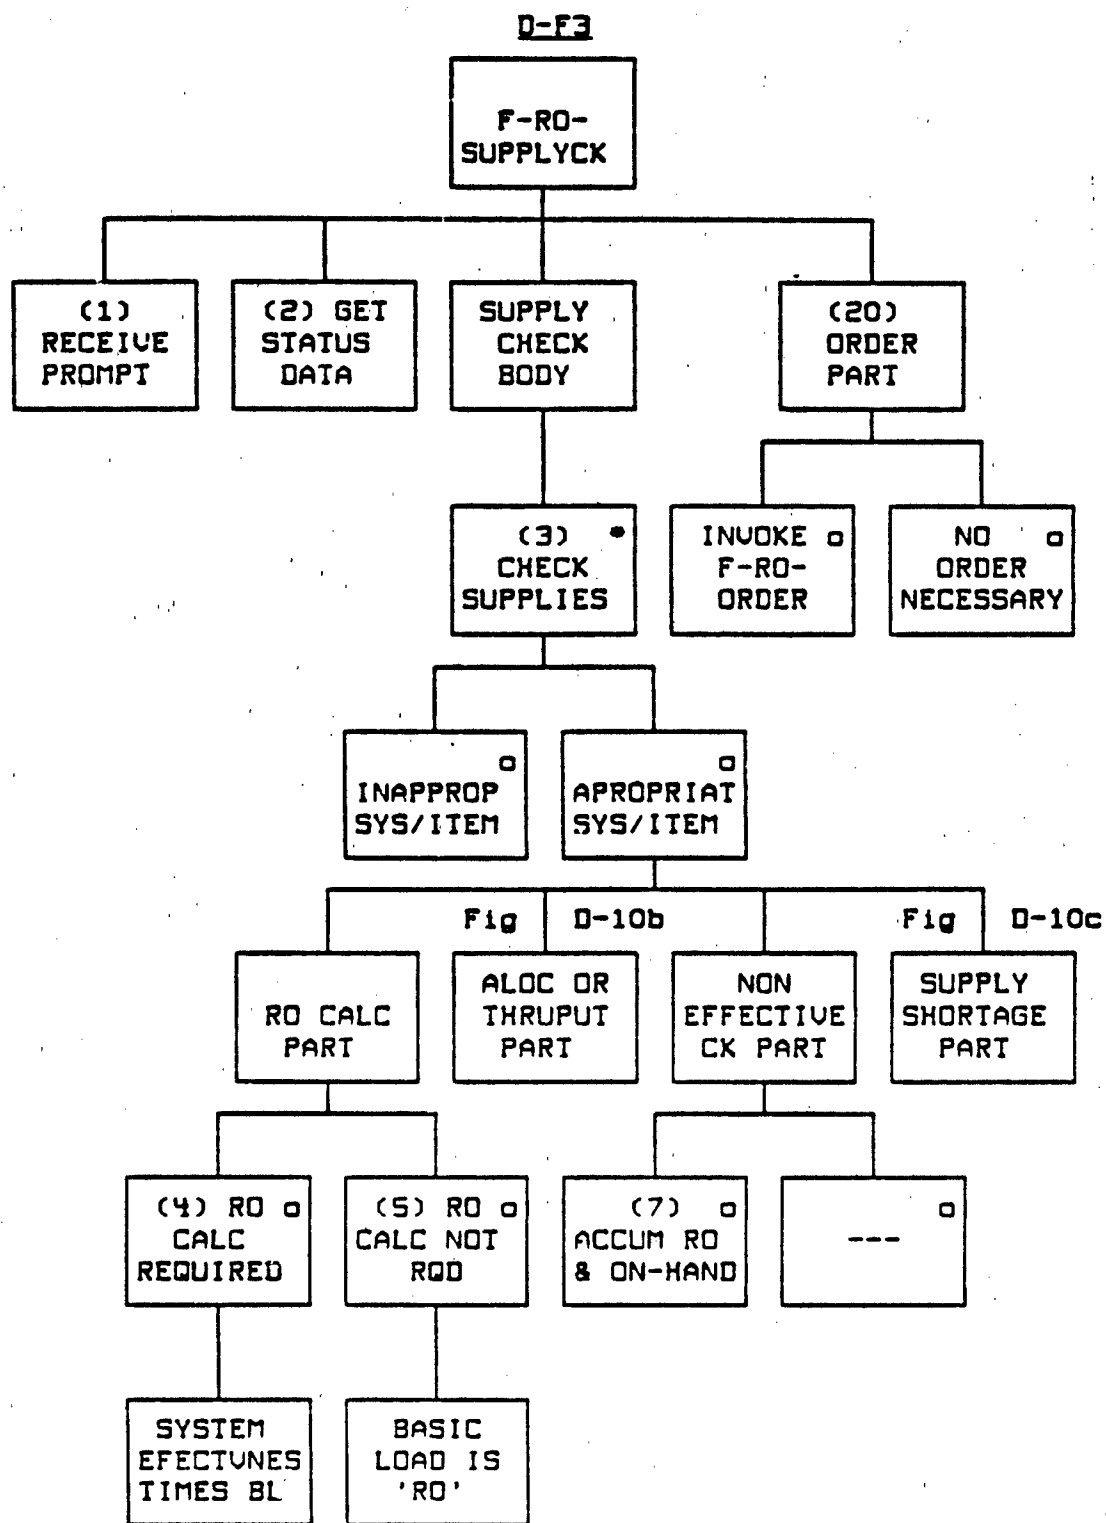 D-F3
F-RO-
SUPPLYCK
(1)
RECEIVE
PROMPT
(2) GET
STATUS
DATA
SUPPLY
CHECK
BODY
(20)
ORDER
PART
(3) *
CHECK
SUPPLIES
INVOKE o
F-RO-
ORDER
NO o
ORDER
NECESSARY
o
INAPPROP
SYS/ITEM
o
APROPRIAT
SYS/ITEM
Fig D-10b
Fig D-10c
RO CALC
PART
ALOC OR
THRUPUT
PART
NON
EFFECTIVE
CK PART
SUPPLY
SHORTAGE
PART
(4) RO o
CALC
REQUIRED
(5) RO o
CALC NOT
RQD
(7) o
ACCUM RO
& ON-HAND
o
---
SYSTEM
EFECTVNES
TIMES BL
BASIC
LOAD IS
'RO'